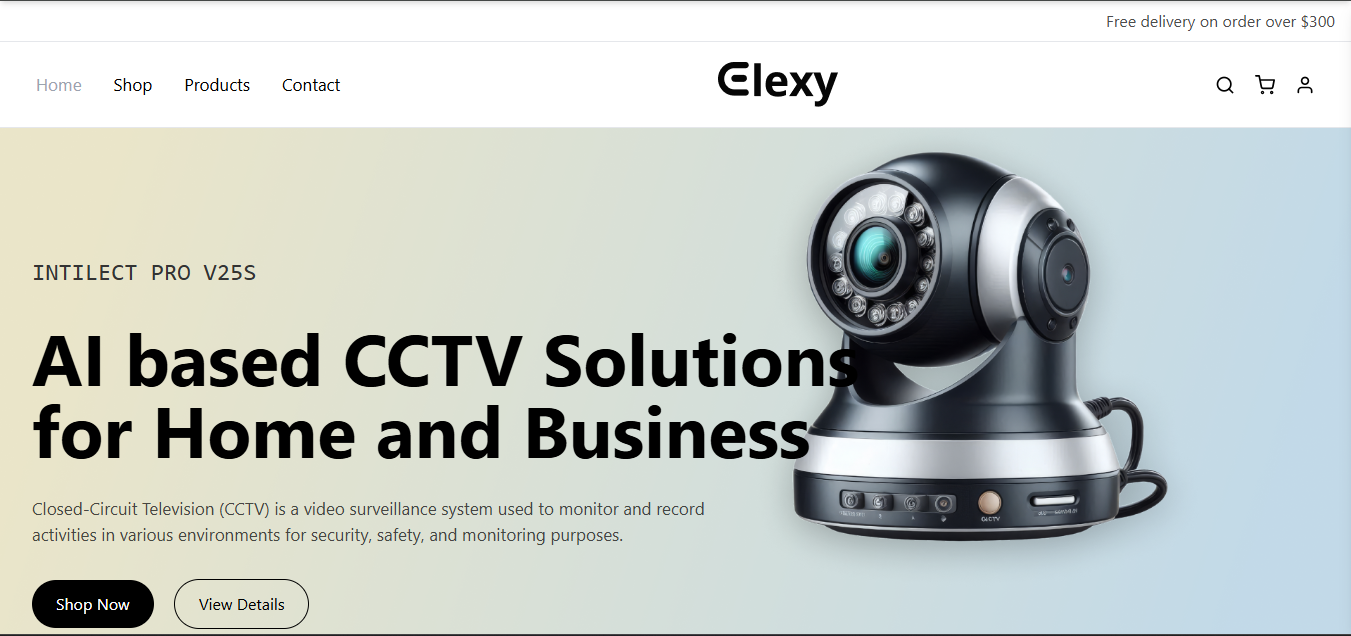 Free delivery on order over $300
Home Shop Products Contact
Elexy
INTILECT PRO V25S
AI based CCTV Solutions
for Home and Business
Closed-Circuit Television (CCTV) is a video surveillance system used to monitor and record
activities in various environments for security, safety, and monitoring purposes.
Shop Now View Details